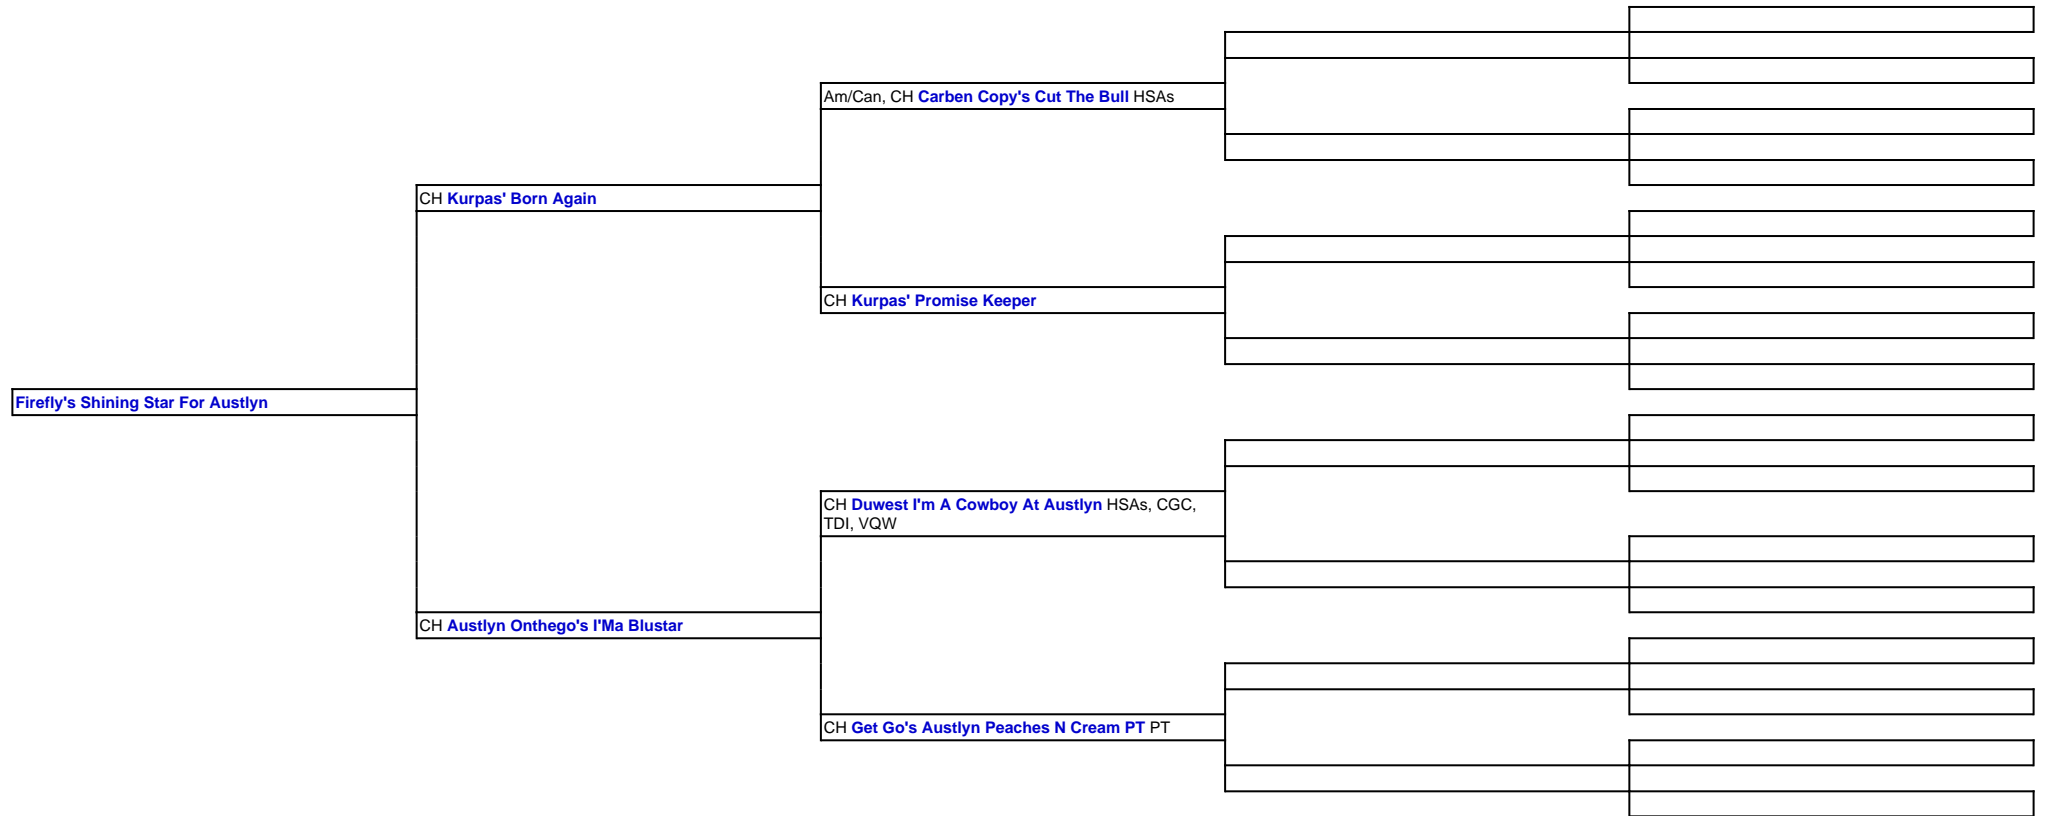 Am/Can, CH Carben Copy's Cut The Bull HSAs
CH Kurpas' Born Again
CH Kurpas' Promise Keeper
Firefly's Shining Star For Austlyn
CH Duwest I'm A Cowboy At Austlyn HSAs, CGC,
TDI, VQW
CH Austlyn Onthego's I'Ma Blustar
CH Get Go's Austlyn Peaches N Cream PT PT